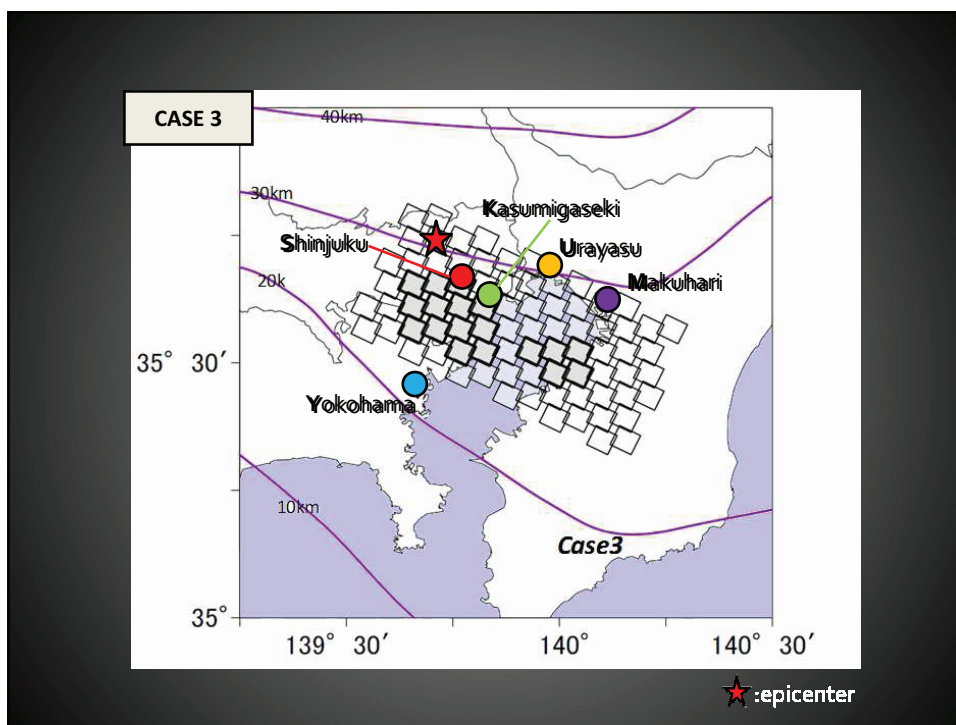 CASE 3
40km
30km
Kasumigaseki
Shinjuku
Urayasu
20k
Makuhari
35° 30′
Yokohama
10km
Case3
35°
139° 30′
140°
140° 30′
:epicenter